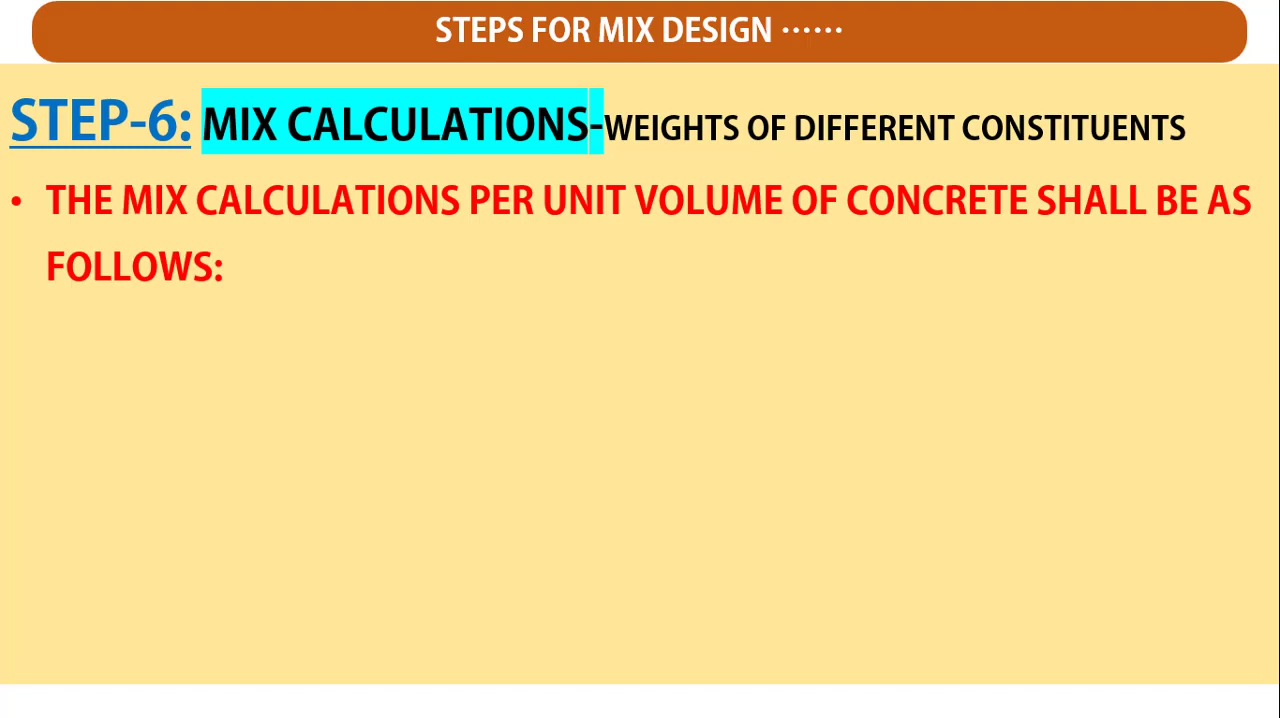 STEPS FOR MIX DESIGN ······
STEP-6: MIX CALCULATIONS-WEIGHTS OF DIFFERENT CONSTITUENTS
• THE MIX CALCULATIONS PER UNIT VOLUME OF CONCRETE SHALL BE AS
FOLLOWS: